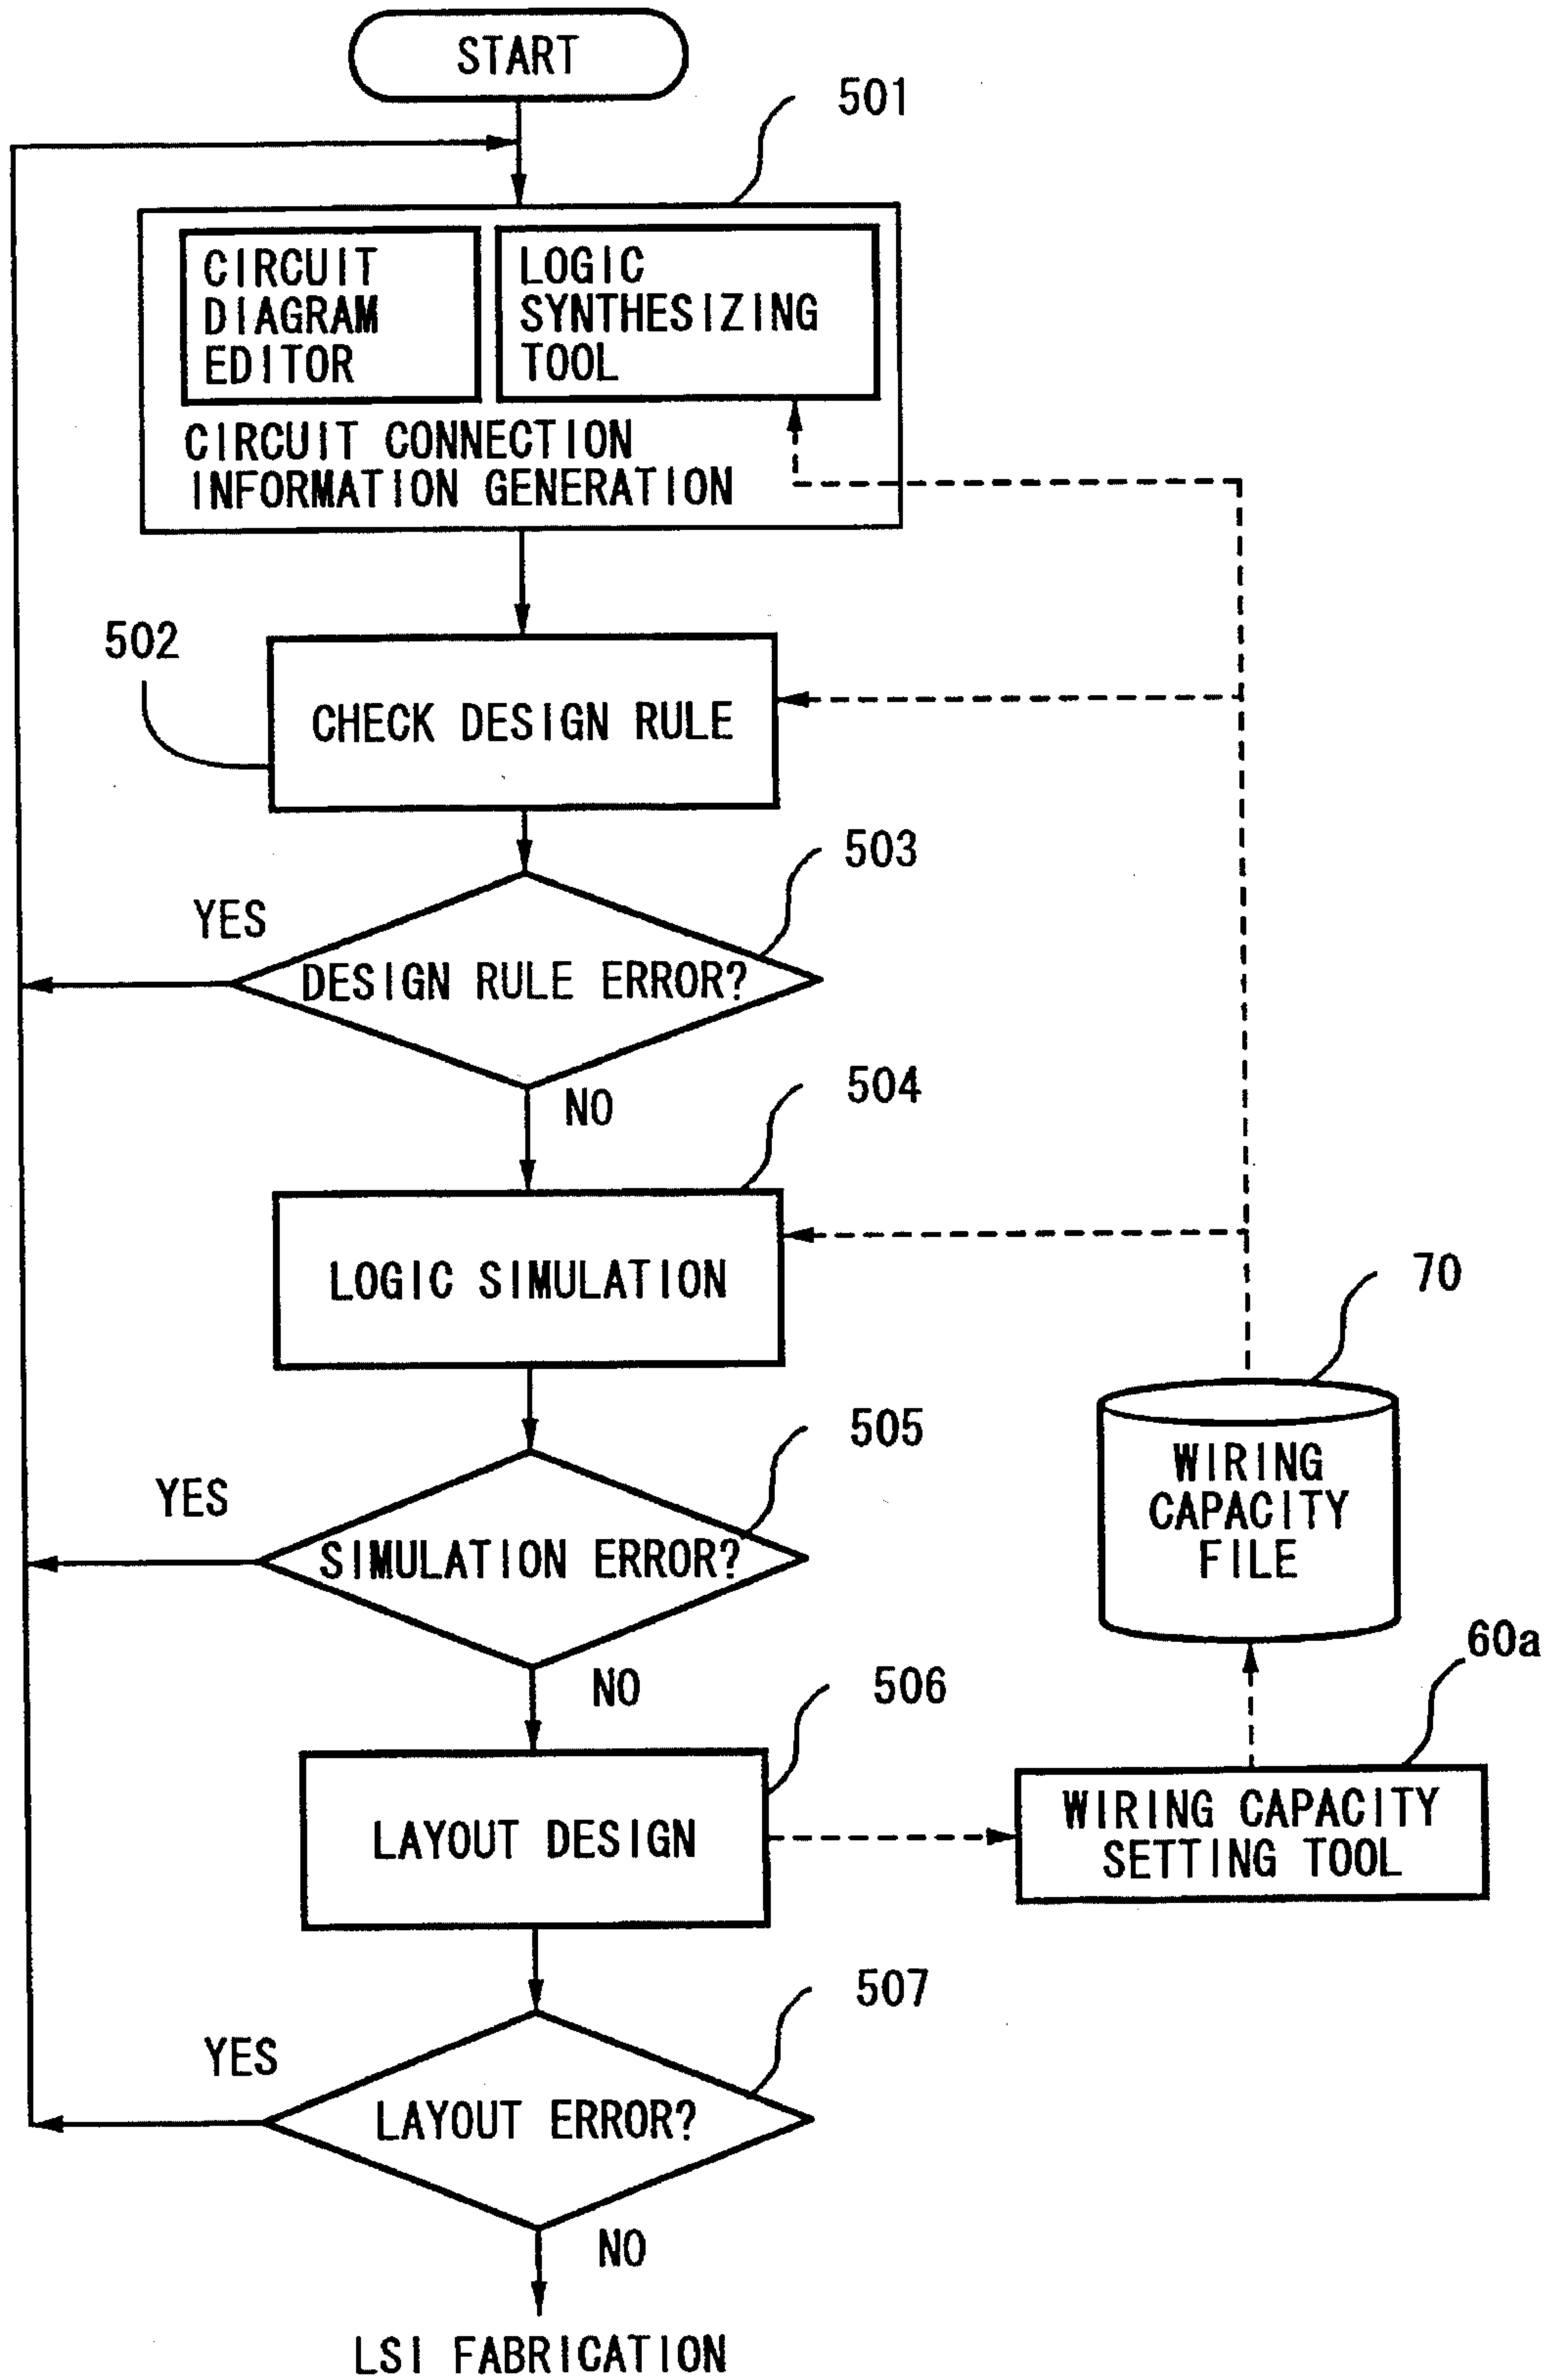 START
501
CIRCUIT
DIAGRAM
EDITOR
LOGIC
SYNTHESIZING
TOOL
CIRCUIT CONNECTION
INFORMATION GENERATION
502
CHECK DESIGN RULE
503
YES
DESIGN RULE ERROR?
NO
504
LOGIC SIMULATION
70
WIRING
CAPACITY
FILE
505
YES
SIMULATION ERROR?
NO
60a
506
LAYOUT DESIGN
WIRING CAPACITY
SETTING TOOL
507
YES
LAYOUT ERROR?
NO
LSI FABRICATION